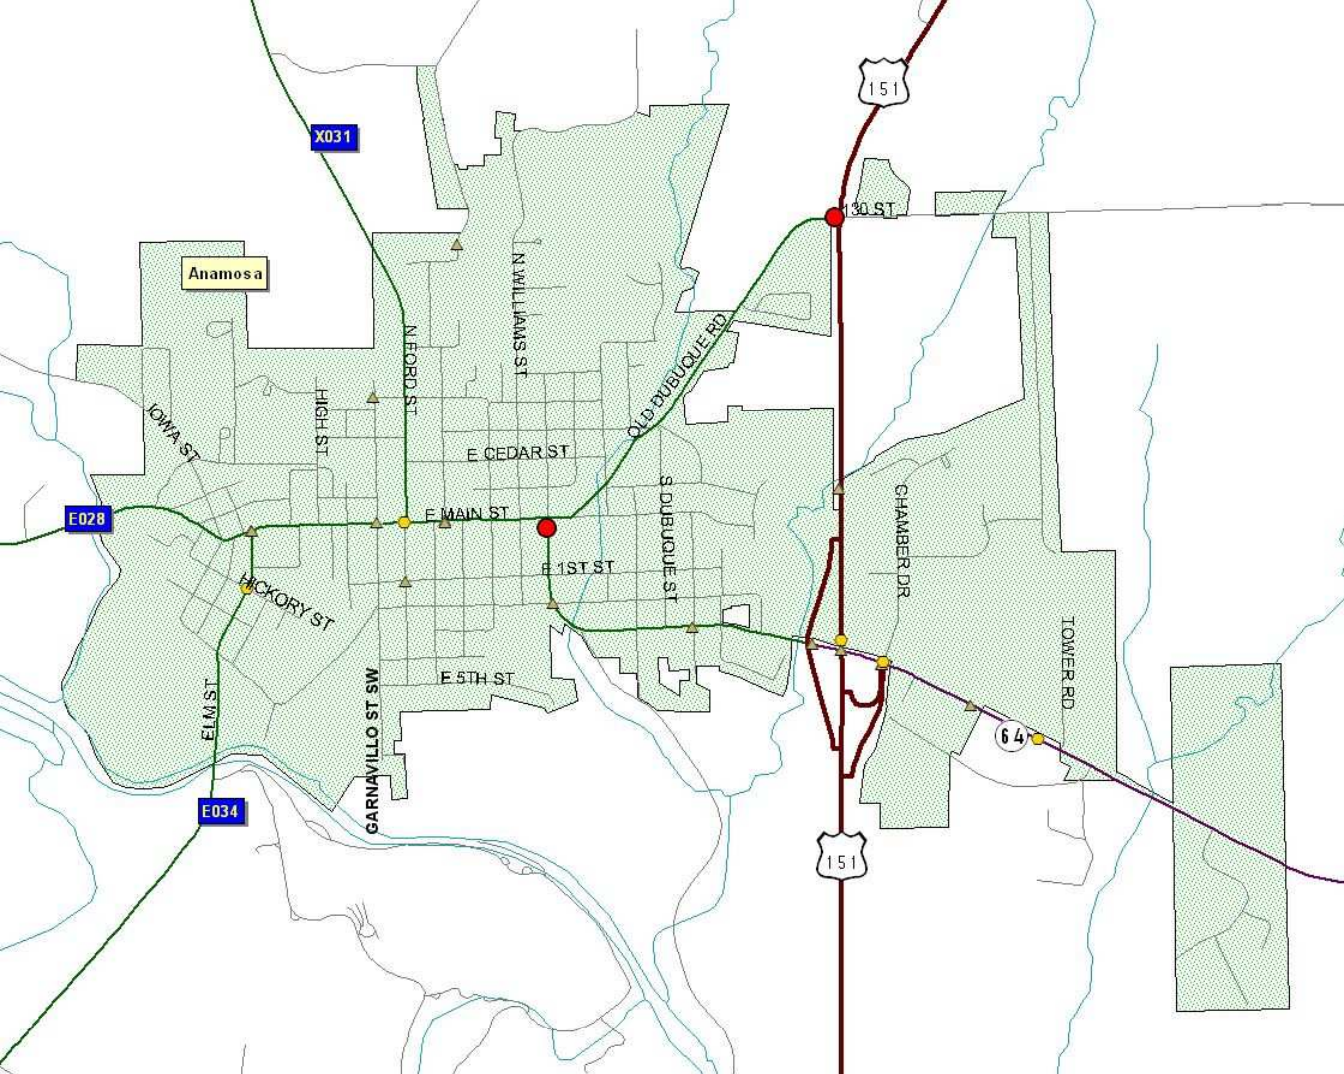 151
X031
130 ST
Anamosa
N WILLIAMS ST
N FORD ST
OLD DUBUQUE RD
HIGH ST
IOWA ST
E CEDAR ST
E028
E MAIN ST
S DUBUQUE ST
CHAMBER DR
E 1ST ST
HICKORY ST
TOWER RD
E 5TH ST
ELM ST
GARNAVILLO ST SW
64
E034
151